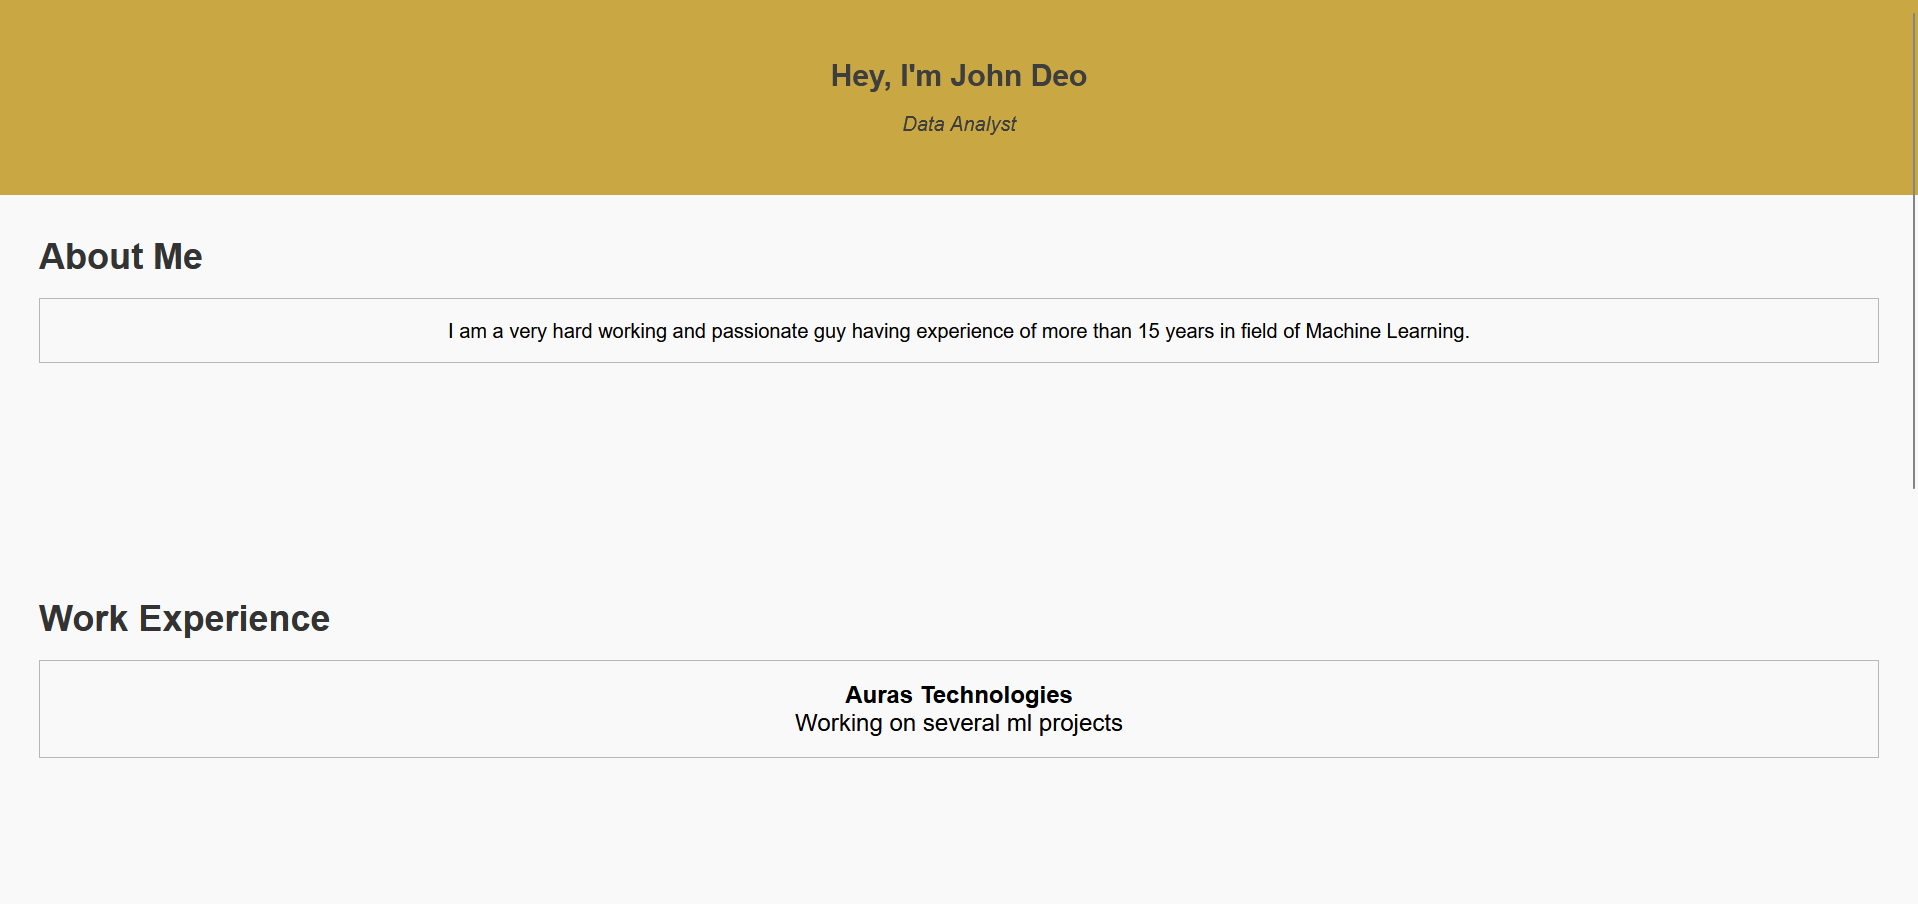 Hey, I'm John Deo
Data Analyst
About Me
I am a very hard working and passionate guy having experience of more than 15 years in field of Machine Learning.
Work Experience
Auras Technologies
Working on several ml projects